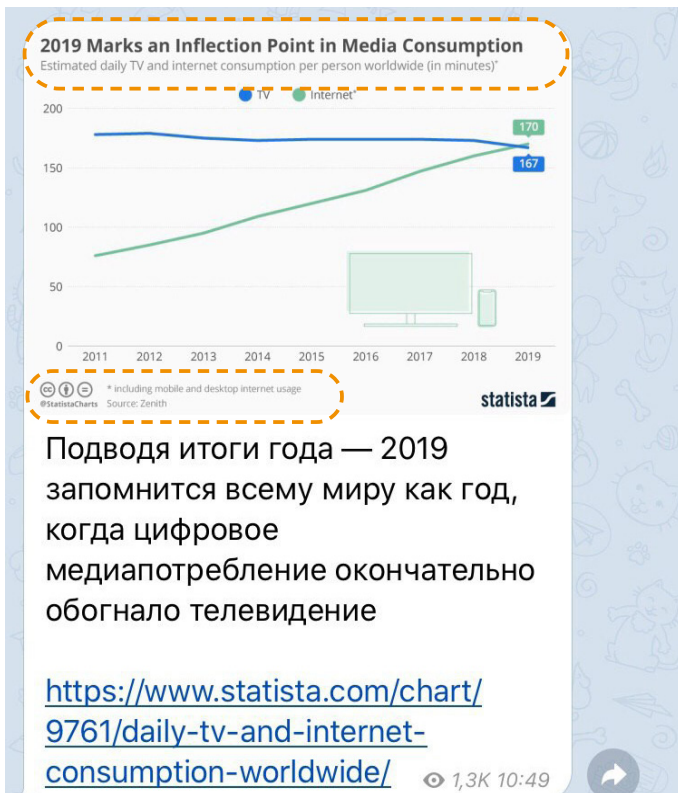 2019 Marks an Inflection Point in Media Consumption
Estimated daily TV and internet consumption per person worldwide (in minutes)*
TV Internet*
200
170
150
167
100
50
0
2011 2012 2013 2014 2015 2016 2017 2018 2019
* including mobile and desktop internet usage
@StatistaCharts Source: Zenith
statista
Подводя итоги года — 2019
запомнится всему миру как год,
когда цифровое
медиапотребление окончательно
обогнало телевидение
https://www.statista.com/chart/
9761/daily-tv-and-internet-
consumption-worldwide/
1,3K 10:49